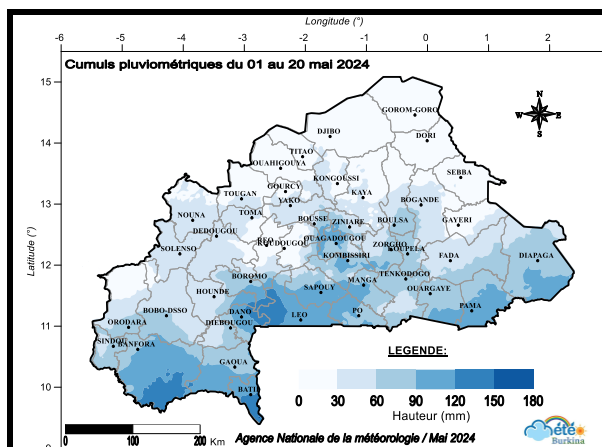 Longitude (°)
-6 -5 -4 -3 -2 -1 0 1 2
Cumuls pluviométriques du 01 au 20 mai 2024
15
14
13
12
11
10
Latitude (°)
N
W E
S
GOROM-GORO
DJIBO
DORI
TITAO
OUAHIGOUYA
KONGOUSSI
SEBBA
GOURCY
TOUGAN
YAKO
KAYA
BOGANDE
NOUNA
TOMA
BOUSSE
ZINIARE
BOULSA
GAYERI
DEDOUGOU
OUAGADOUGOU
SOLENSO
KOUDOUGOU
ZORGHO
KOUPELA
KOMBISSIRI
FADA
DIAPAGA
BOROMO
TENKODOGO
HOUNDE
SAPOUY
MANGA
OUARGAYE
BOBO-DSSO
DANO
LEO
PO
PAMA
ORODARA
DIEBOUGOU
SINDOU
BANFORA
GAOUA
BATIE
LEGENDE:
0 30 60 90 120 150 180
Hauteur (mm)
0 100 200 Km
Agence Nationale de la météorologie / Mai 2024
météo
Burkina